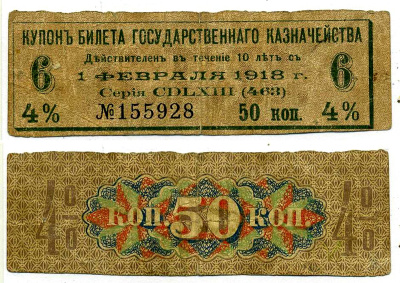 КУПОНЪ БИЛЕТА ГОСУДАРСТВЕННАГО КАЗНАЧЕЙСТВА
6 Дѣйствителенъ въ теченіе 10 лѣтъ съ 6
1 ФЕВРАЛЯ 1918 г.
Серія CDLXIII (463)
4% №155928 50 коп. 4%
4% КОП. 50 КОП. 4%